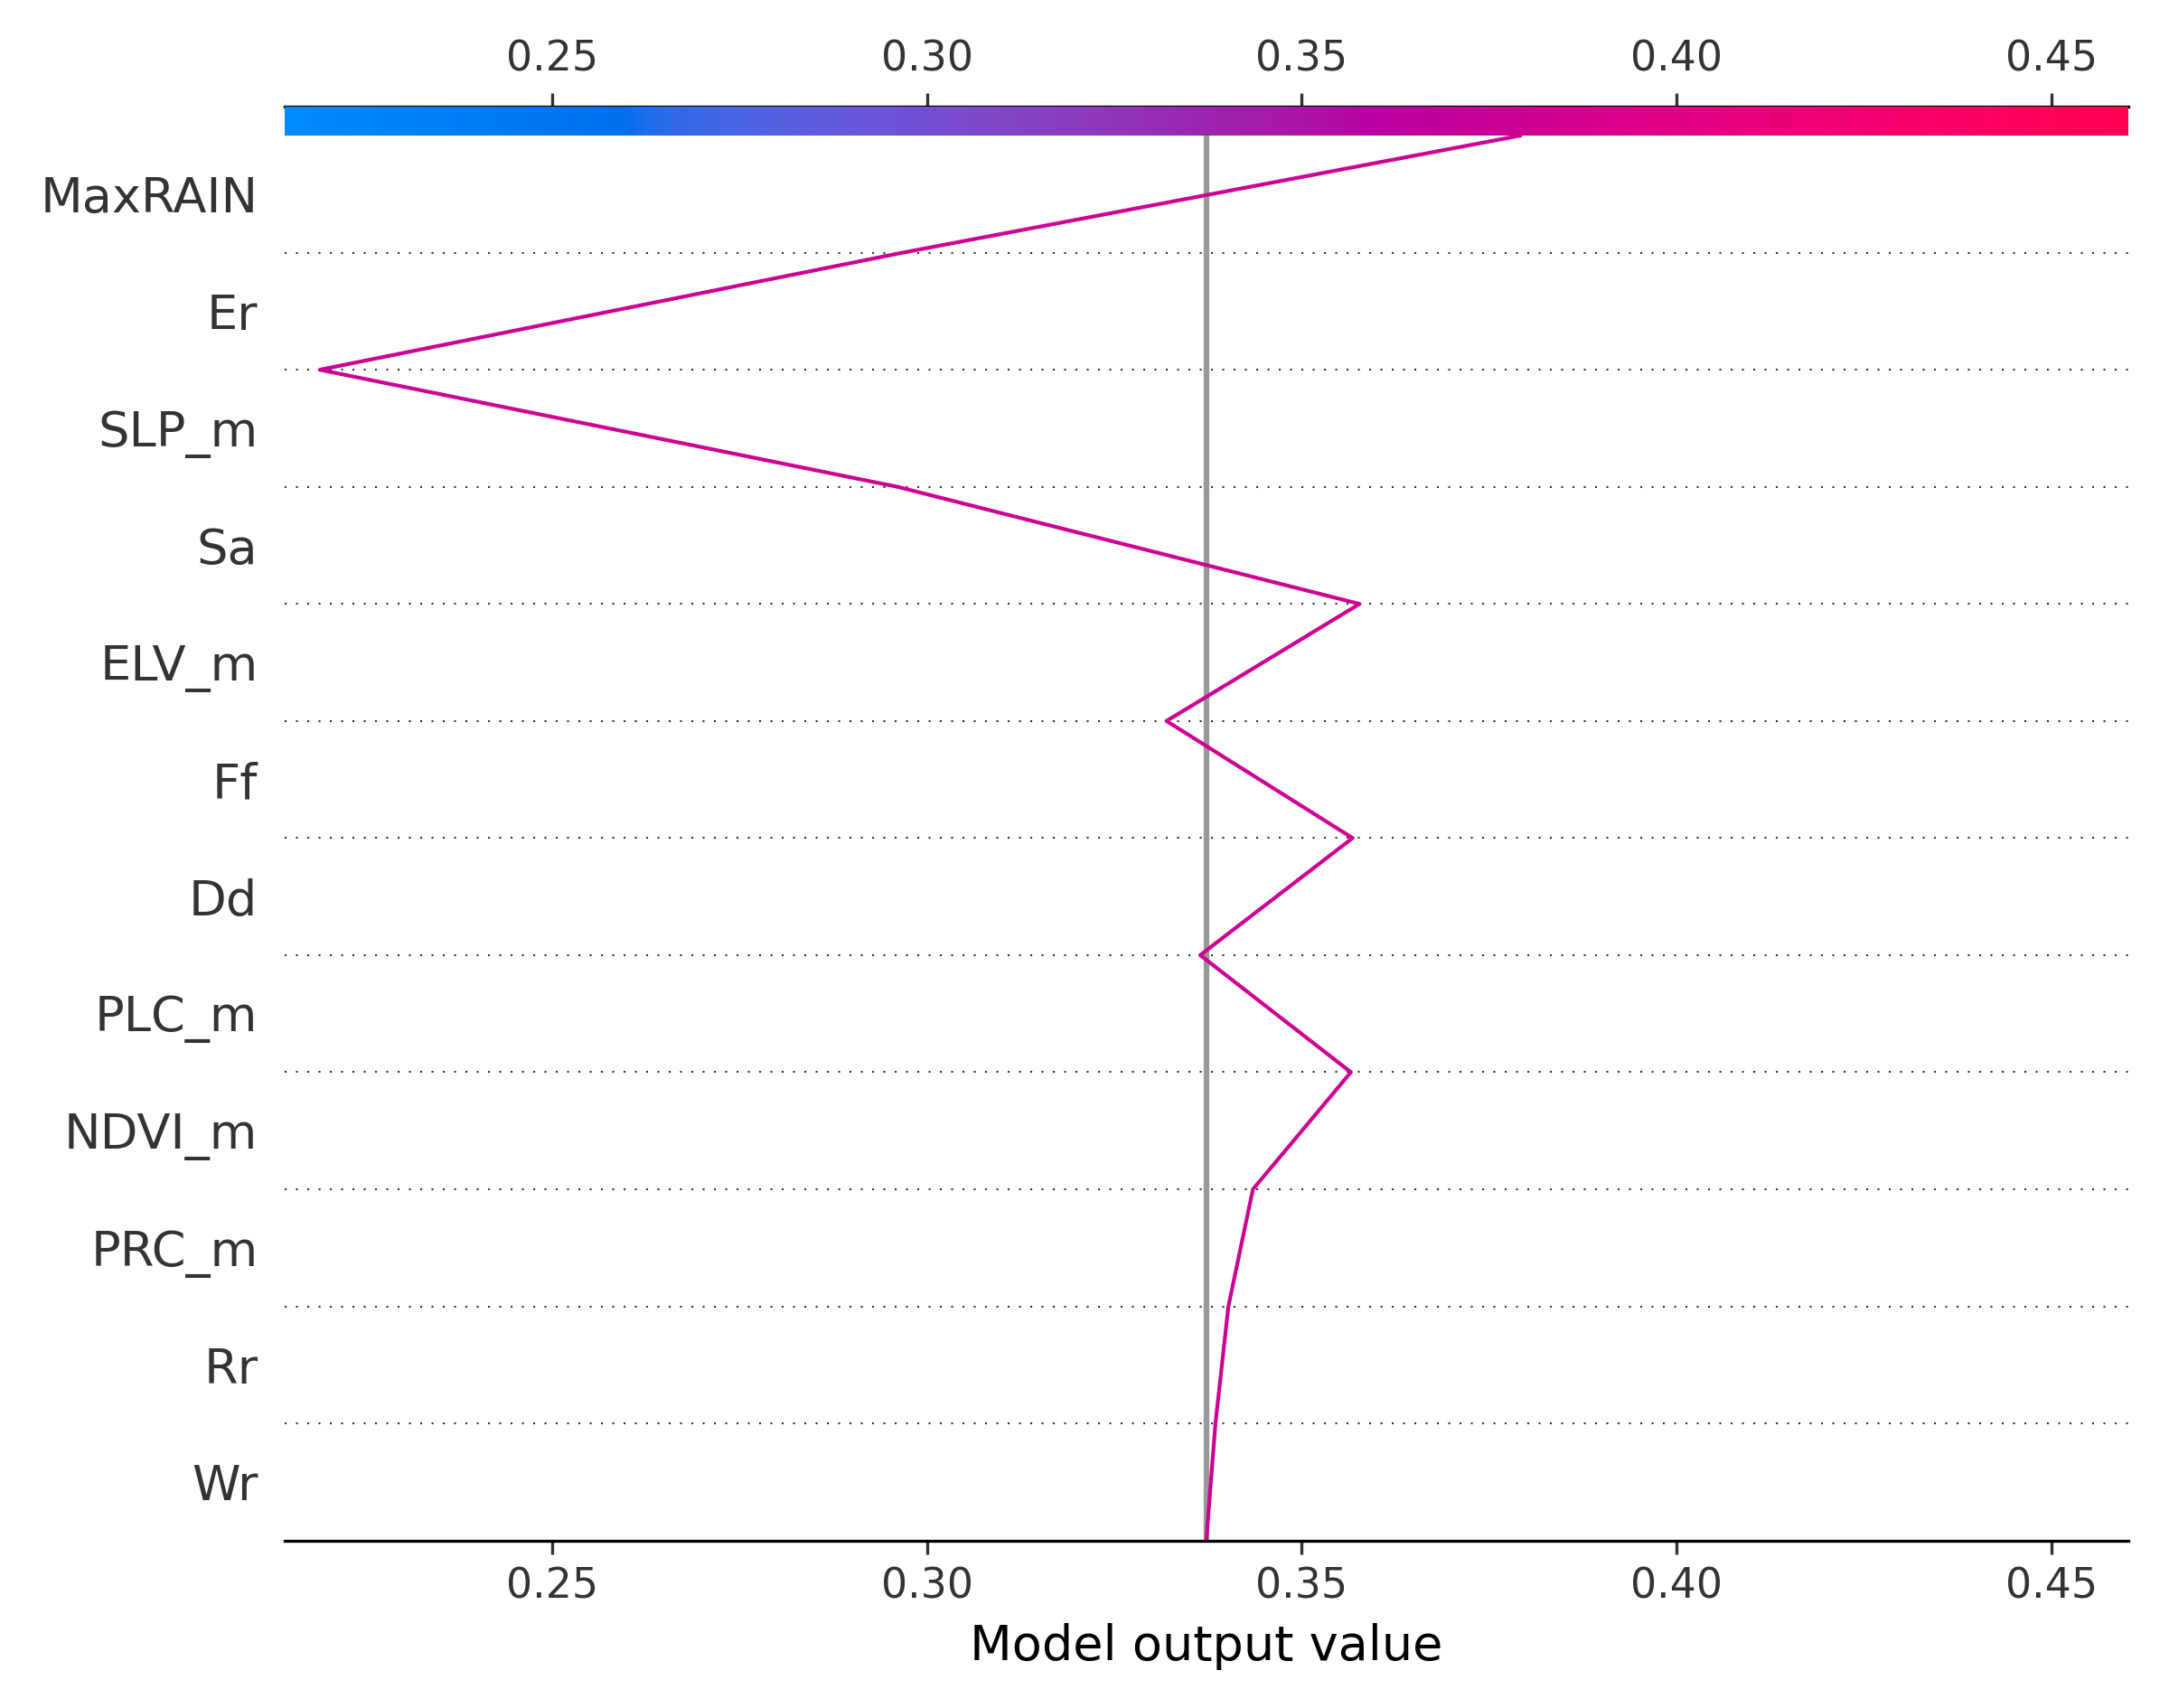 0.25 0.30 0.35 0.40 0.45
MaxRAIN
Er
SLP_m
Sa
ELV_m
Ff
Dd
PLC_m
NDVI_m
PRC_m
Rr
Wr
0.25 0.30 0.35 0.40 0.45
Model output value